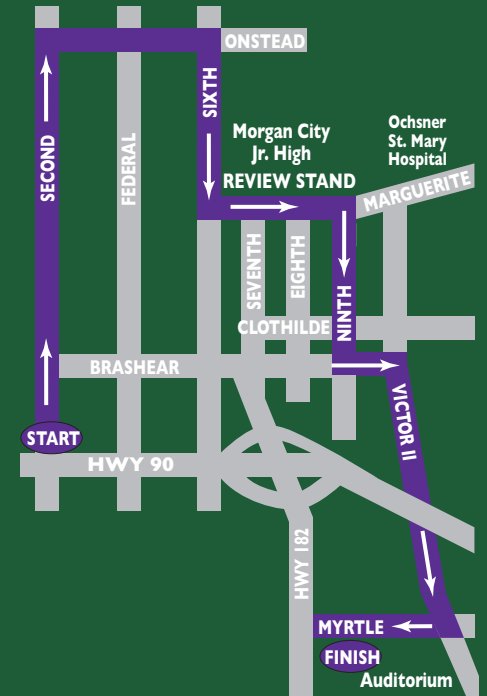 ONSTEAD
SIXTH
SECOND
FEDERAL
Morgan City
Jr. High
REVIEW STAND
Ochsner
St. Mary
Hospital
MARGUERITE
SEVENTH
EIGHTH
NINTH
CLOTHILDE
BRASHEAR
VICTOR II
START
HWY 90
HWY 182
MYRTLE
FINISH
Auditorium